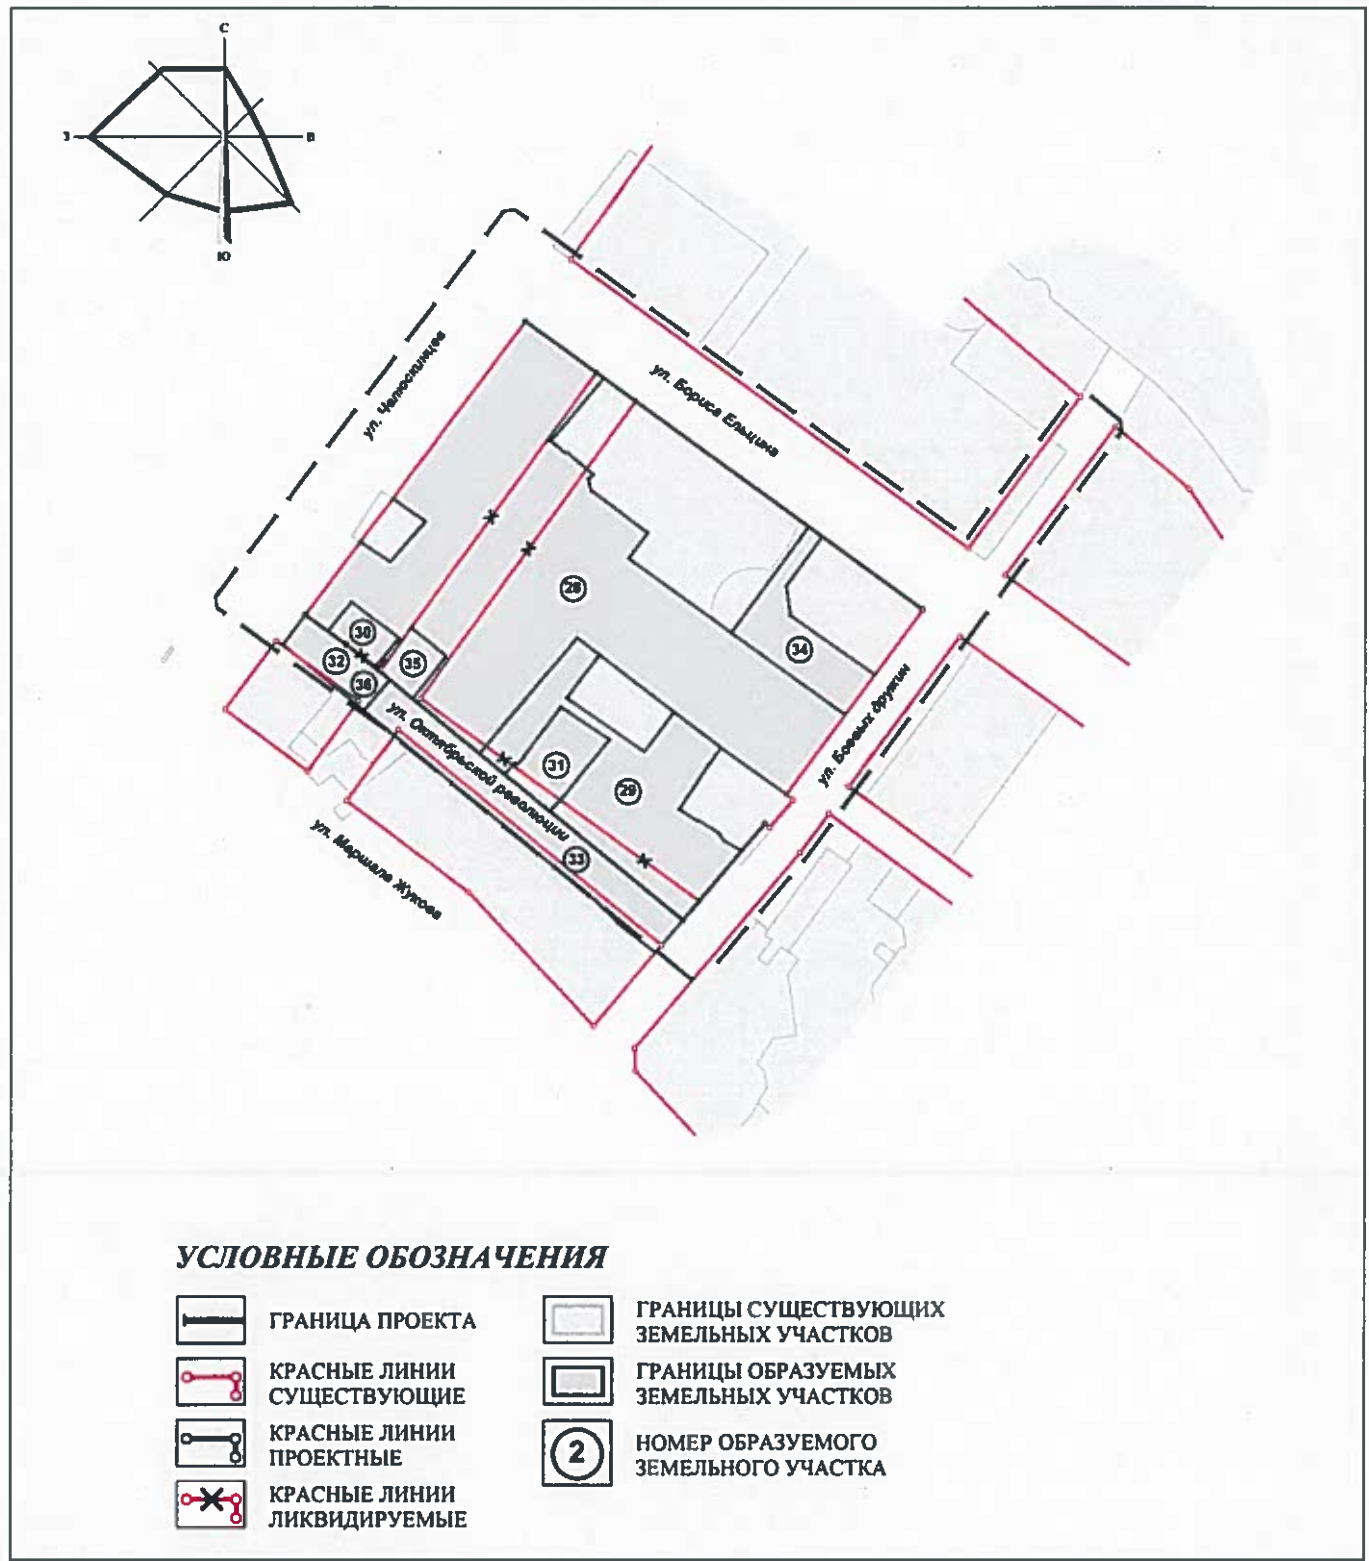 С
З
В
Ю
ул. Челюскинцев
ул. Бориса Ельцина
28
34
30
32
35
36
ул. Октябрьской революции
31
29
33
ул. Боевых дружин
ул. Маршала Жукова
УСЛОВНЫЕ ОБОЗНАЧЕНИЯ
ГРАНИЦА ПРОЕКТА
КРАСНЫЕ ЛИНИИ
СУЩЕСТВУЮЩИЕ
КРАСНЫЕ ЛИНИИ
ПРОЕКТНЫЕ
КРАСНЫЕ ЛИНИИ
ЛИКВИДИРУЕМЫЕ
ГРАНИЦЫ СУЩЕСТВУЮЩИХ
ЗЕМЕЛЬНЫХ УЧАСТКОВ
ГРАНИЦЫ ОБРАЗУЕМЫХ
ЗЕМЕЛЬНЫХ УЧАСТКОВ
2
НОМЕР ОБРАЗУЕМОГО
ЗЕМЕЛЬНОГО УЧАСТКА